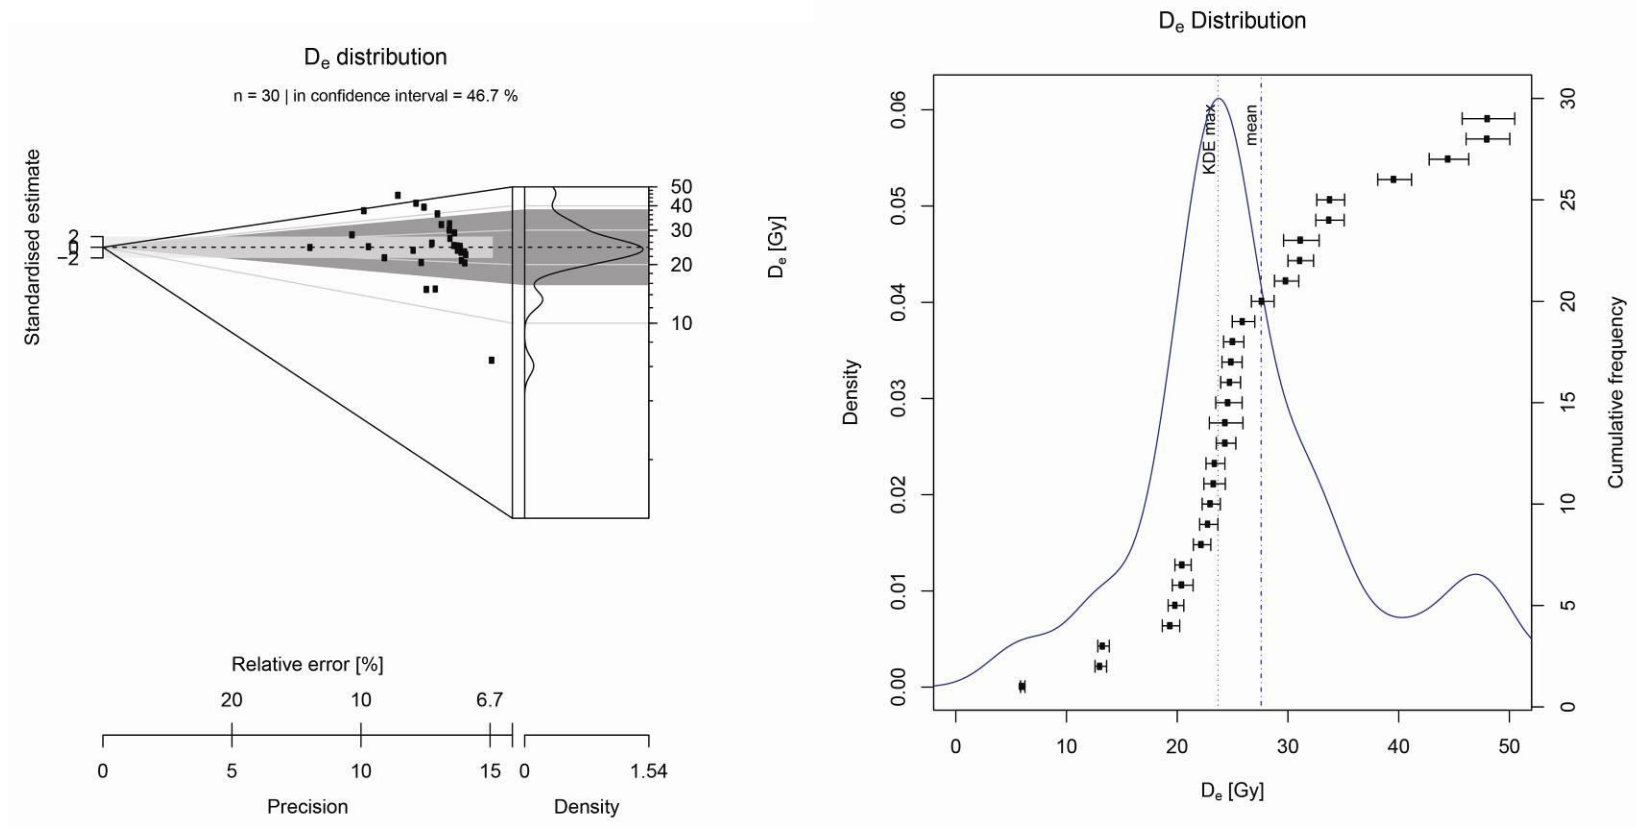 De distribution
n = 30 | in confidence interval = 46.7 %
Standardised estimate
2
0
−2
50
40
30
20
10
De [Gy]
Relative error [%]
20 10 6.7
0 5 10 15 0 1.54
Precision Density
De Distribution
KDE max
mean
Density
0.00 0.01 0.02 0.03 0.04 0.05 0.06
Cumulative frequency
0 5 10 15 20 25 30
0 10 20 30 40 50
De [Gy]